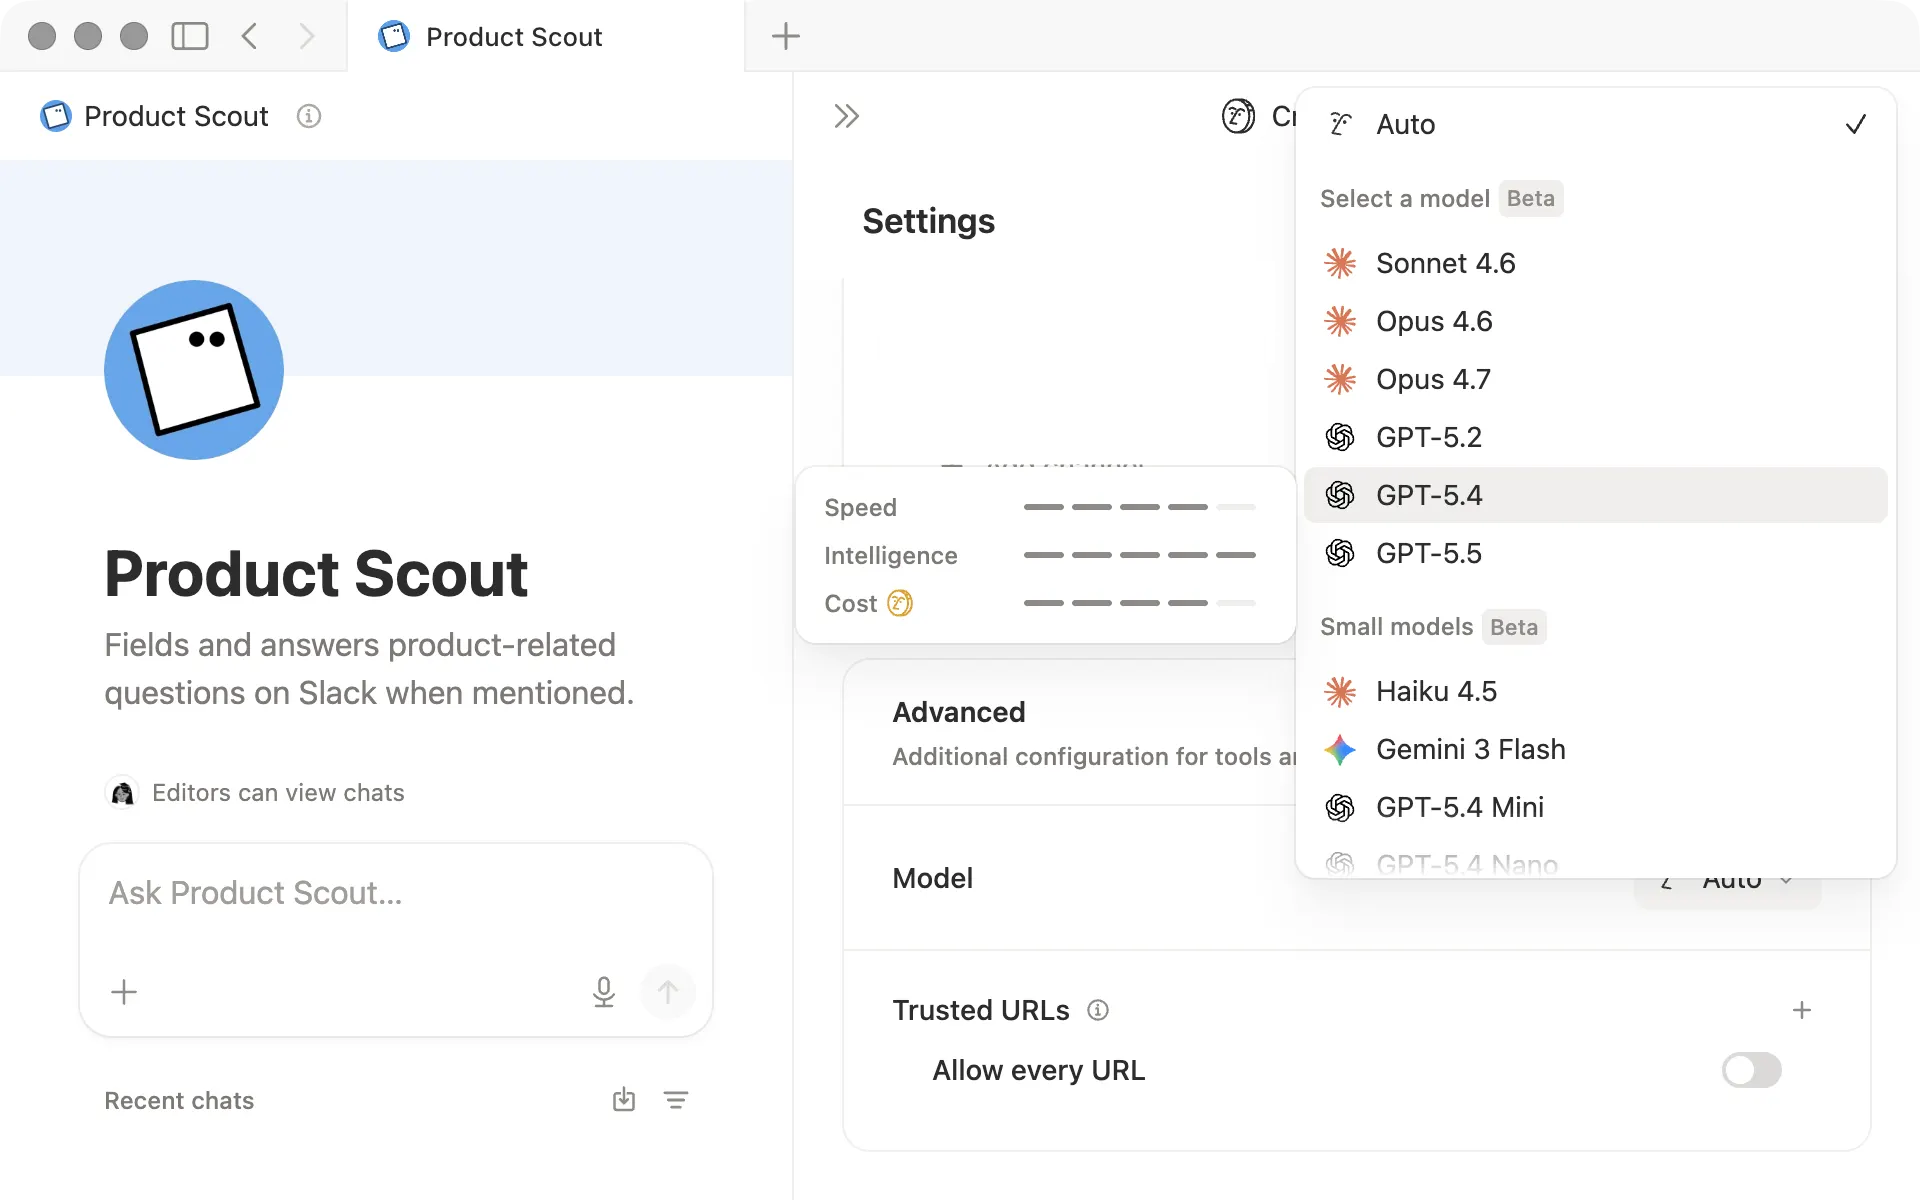 Product Scout
Product Scout
Product Scout
Fields and answers product-related
questions on Slack when mentioned.
Editors can view chats
Ask Product Scout...
Recent chats
Settings
Speed
Intelligence
Cost
Advanced
Additional configuration for tools
Model
Auto
Trusted URLs
Allow every URL
Auto
Select a model Beta
Sonnet 4.6
Opus 4.6
Opus 4.7
GPT-5.2
GPT-5.4
GPT-5.5
Small models Beta
Haiku 4.5
Gemini 3 Flash
GPT-5.4 Mini
GPT-5.4 Nano